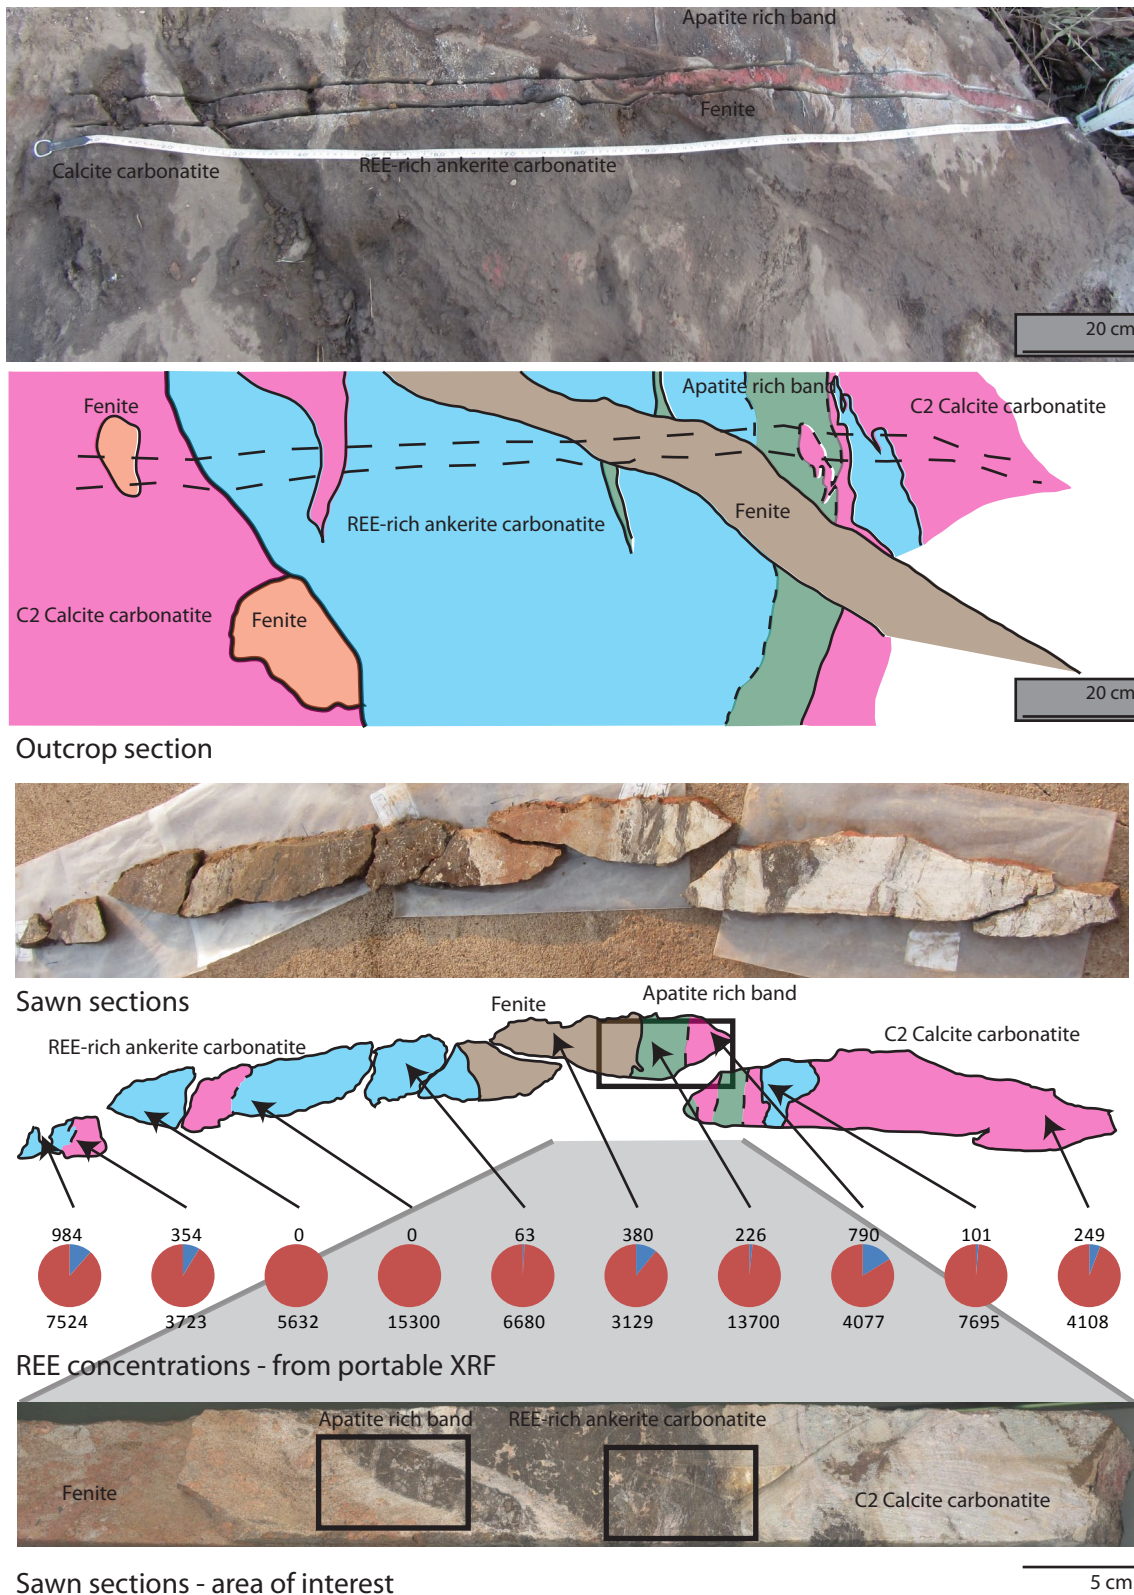 Apatite rich band
Fenite
Calcite carbonatite
REE-rich ankerite carbonatite
20 cm
Apatite rich band
Fenite
C2 Calcite carbonatite
REE-rich ankerite carbonatite
Fenite
C2 Calcite carbonatite
Fenite
20 cm
Outcrop section
Sawn sections
Fenite
Apatite rich band
REE-rich ankerite carbonatite
C2 Calcite carbonatite
984 354 0 0 63 380 226 790 101 249
7524 3723 5632 15300 6680 3129 13700 4077 7695 4108
REE concentrations - from portable XRF
Apatite rich band
REE-rich ankerite carbonatite
Fenite
C2 Calcite carbonatite
Sawn sections - area of interest
5 cm